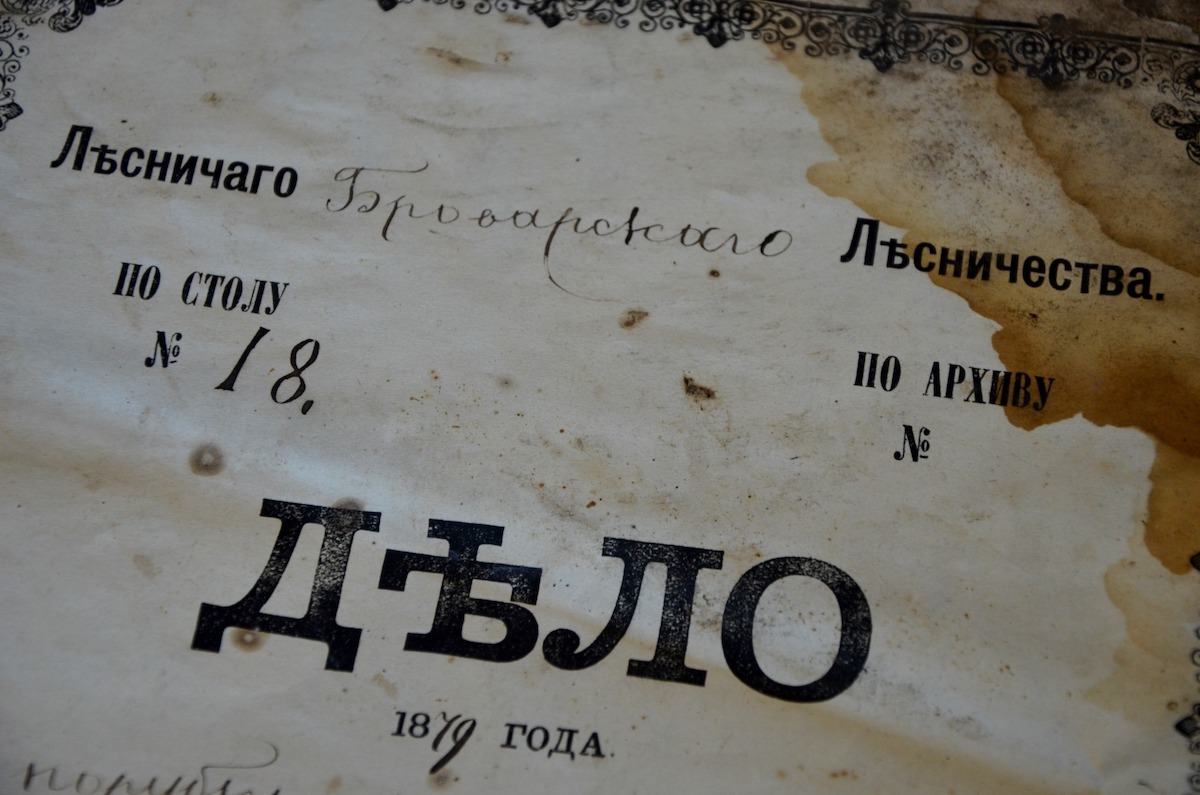 Лѣсничаго Броварскаго Лѣсничества.
ПО СТОЛУ
№ 18.
ПО АРХИВУ
№
ДѢЛО
1879 ГОДА.